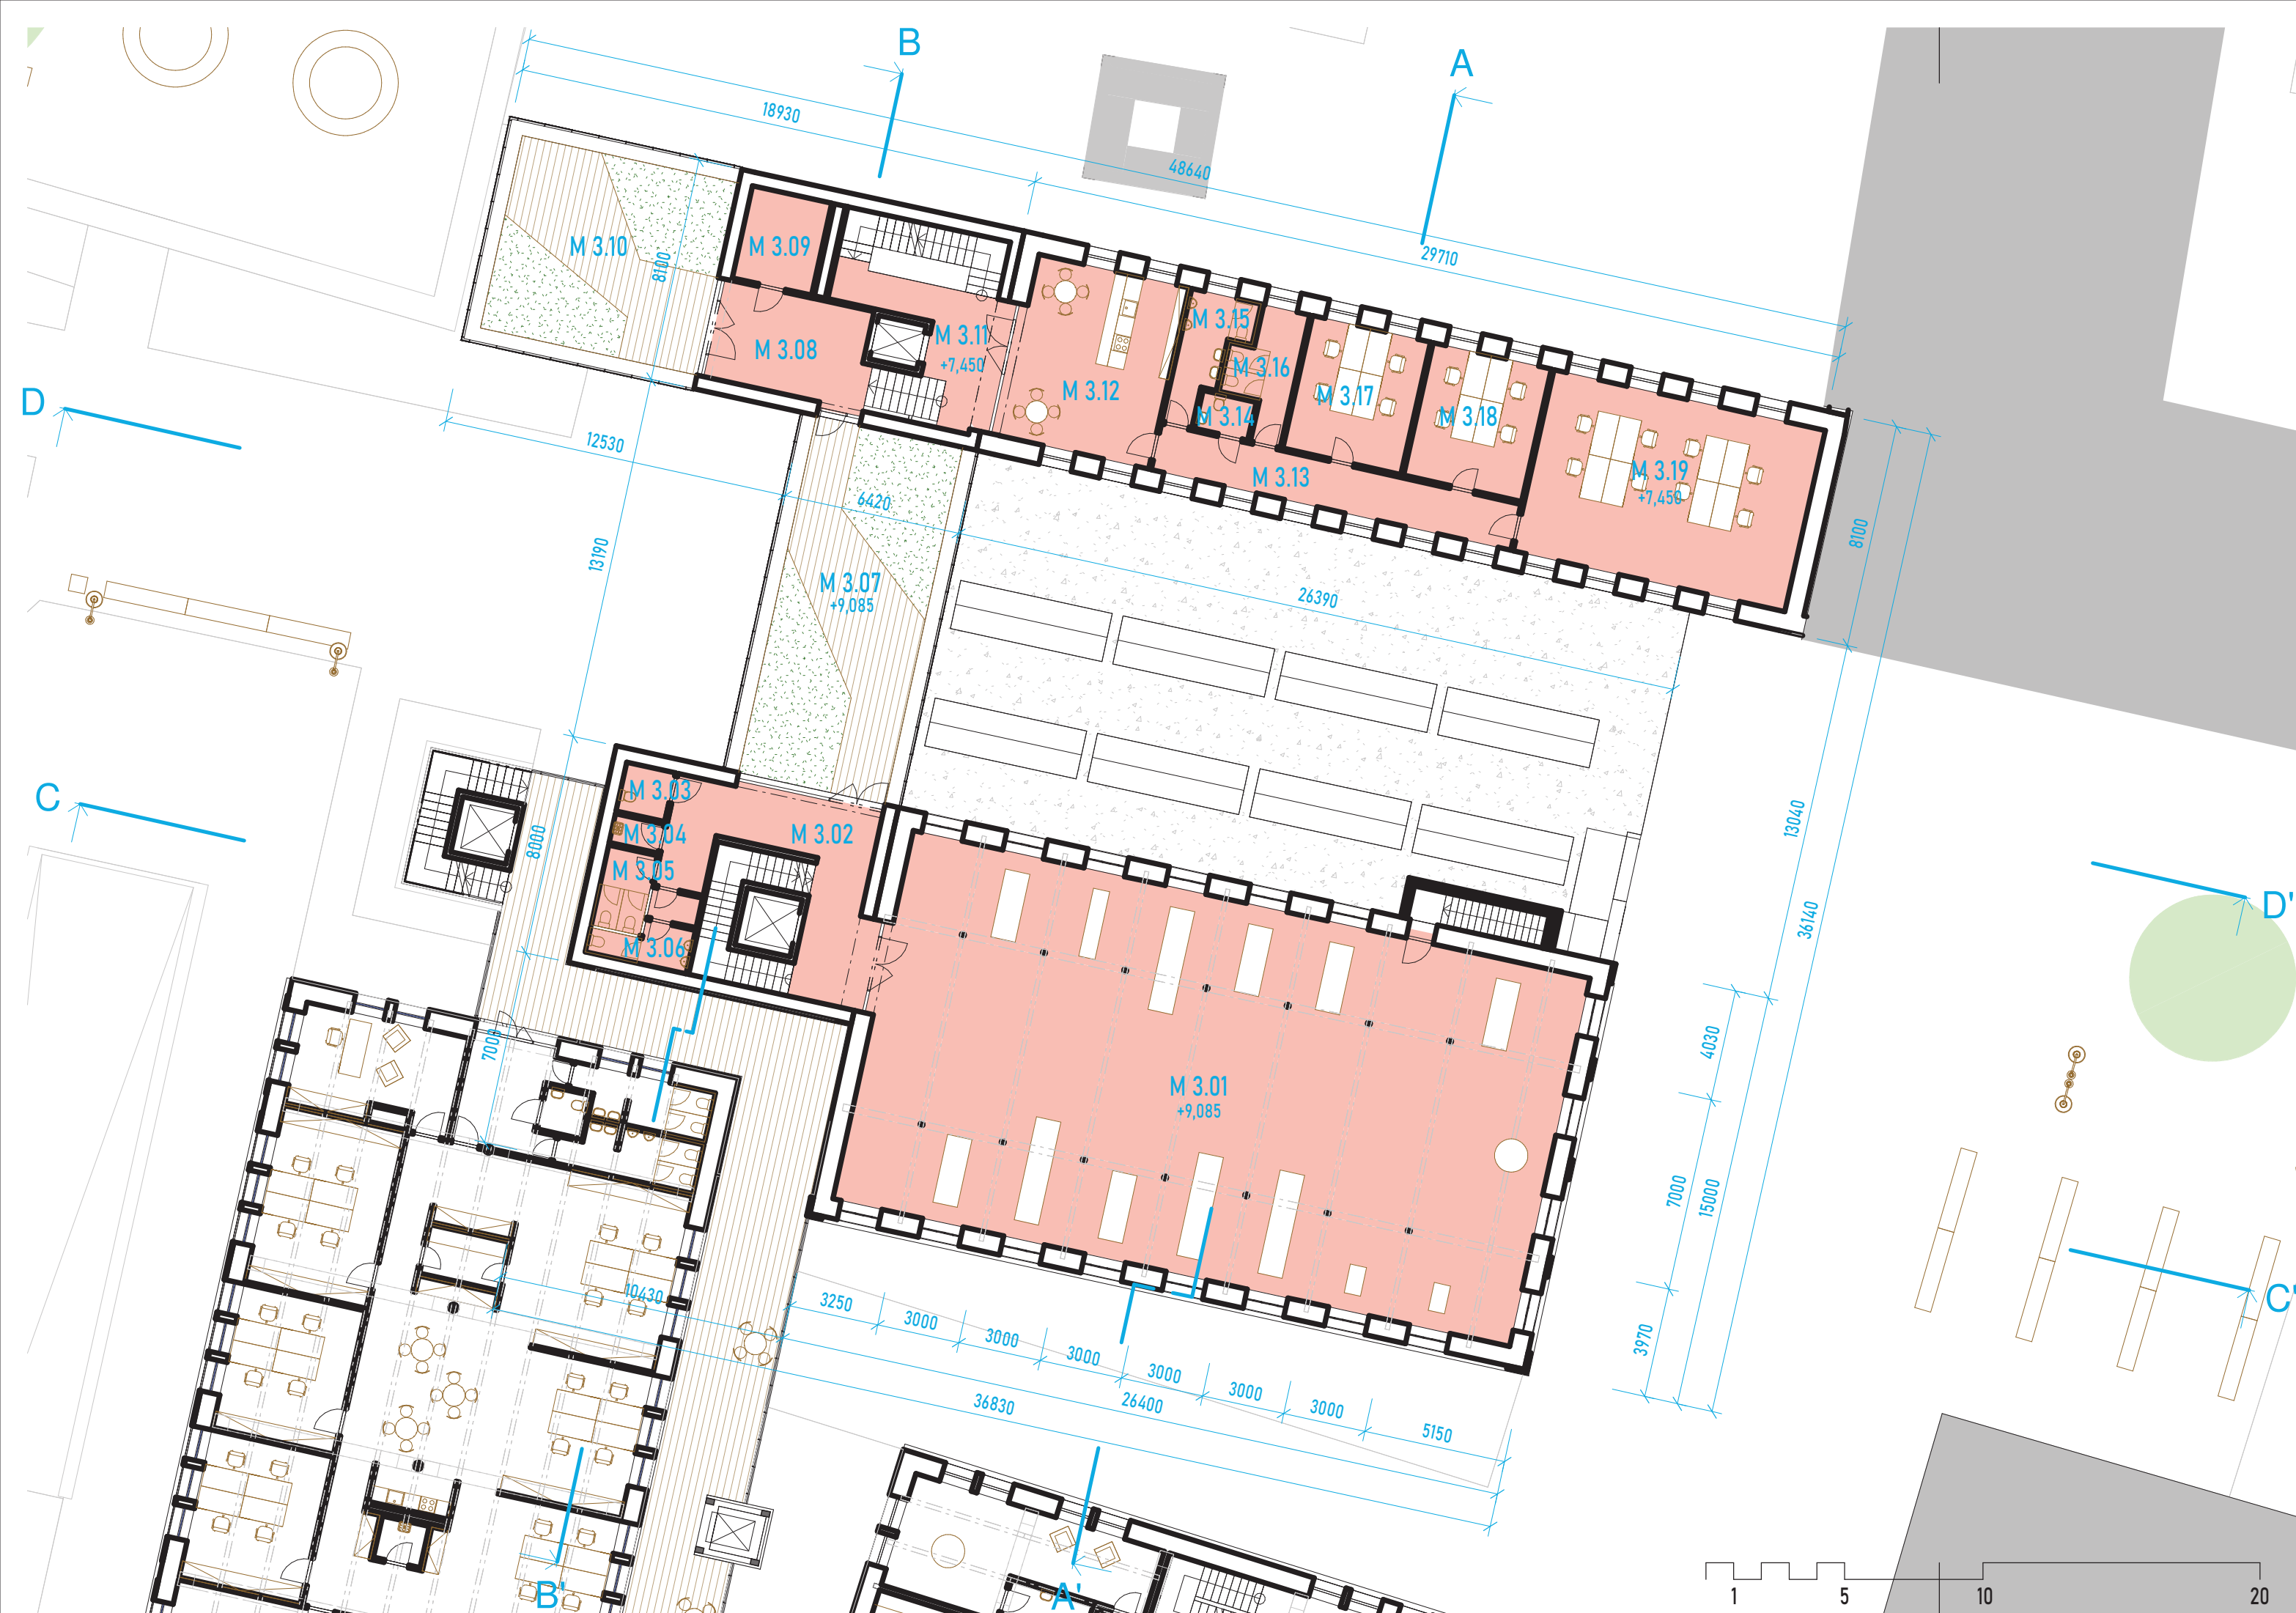 B
A
18930
48640
29710
M 3.10
8100
M 3.09
M 3.08
M 3.11
+7,450
M 3.12
M 3.15
M 3.16
M 3.14
M 3.17
M 3.18
M 3.19
+7,450
M 3.13
8100
D
12530
6420
13190
26390
M 3.07
+9,085
C
8000
M 3.03
M 3.04
M 3.02
M 3.05
M 3.06
13040
36140
D'
7000
4030
M 3.01
+9,085
7000
15000
C'
10430
3250
3000
3000
3000
3000
3000
3000
5150
3970
36830
26400
B'
A'
1
5
10
20